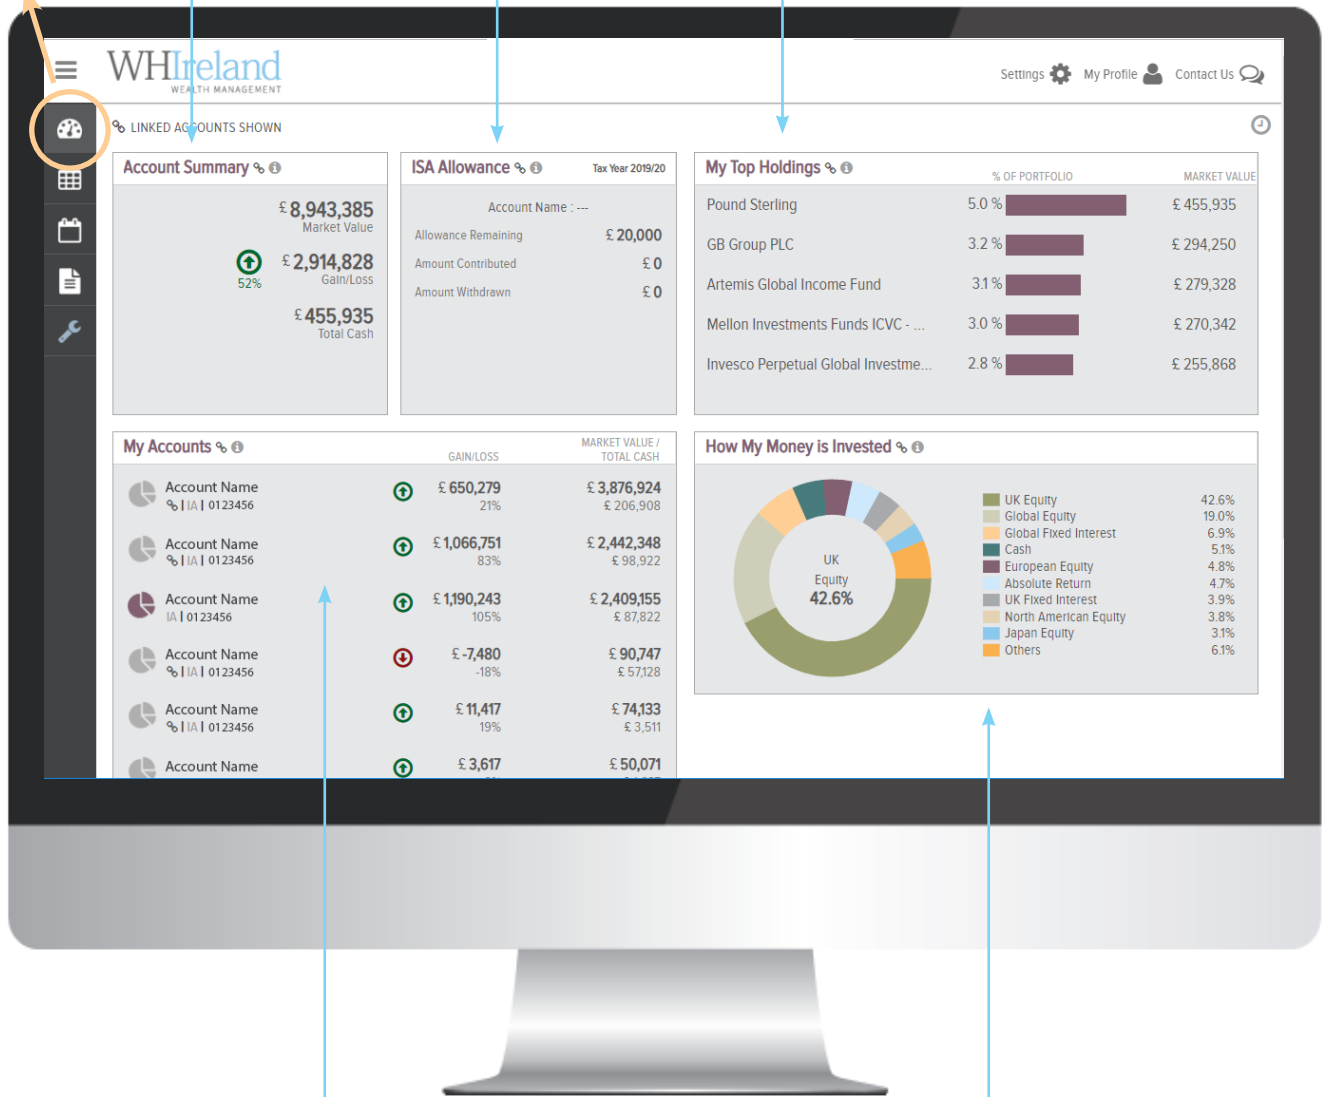 WHIreland
WEALTH MANAGEMENT
Settings My Profile Contact Us
LINKED ACCOUNTS SHOWN
Account Summary
£ 8,943,385
Market Value
£ 2,914,828
52% Gain/Loss
£ 455,935
Total Cash
ISA Allowance Tax Year 2019/20
Account Name : ---
Allowance Remaining £ 20,000
Amount Contributed £ 0
Amount Withdrawn £ 0
My Top Holdings % OF PORTFOLIO MARKET VALUE
Pound Sterling 5.0 % £ 455,935
GB Group PLC 3.2 % £ 294,250
Artemis Global Income Fund 3.1 % £ 279,328
Mellon Investments Funds ICVC - ... 3.0 % £ 270,342
Invesco Perpetual Global Investme... 2.8 % £ 255,868
My Accounts GAIN/LOSS MARKET VALUE /
TOTAL CASH
Account Name £ 650,279 £ 3,876,924
| IA | 0123456 21% £ 206,908
Account Name £ 1,066,751 £ 2,442,348
| IA | 0123456 83% £ 98,922
Account Name £ 1,190,243 £ 2,409,155
IA | 0123456 105% £ 87,822
Account Name £ -7,480 £ 90,747
| IA | 0123456 -18% £ 57,128
Account Name £ 11,417 £ 74,133
| IA | 0123456 19% £ 3,511
Account Name £ 3,617 £ 50,071
How My Money is Invested
UK
Equity
42.6%
UK Equity 42.6%
Global Equity 19.0%
Global Fixed Interest 6.9%
Cash 5.1%
European Equity 4.8%
Absolute Return 4.7%
UK Fixed Interest 3.9%
North American Equity 3.8%
Japan Equity 3.1%
Others 6.1%